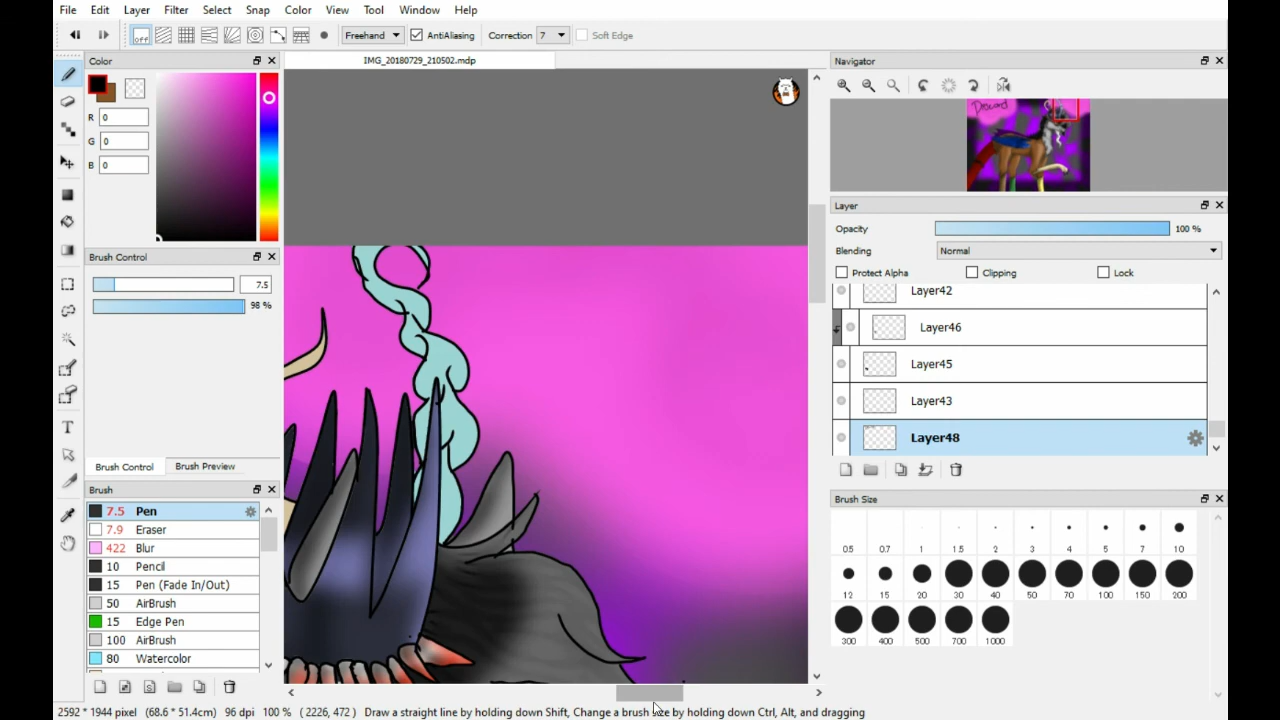 File Edit Layer Filter Select Snap Color View Tool Window Help
off Freehand AntiAliasing Correction 7 Soft Edge
Color
R 0
G 0
B 0
Brush Control
7.5
98 %
Brush Control Brush Preview
Brush
7.5 Pen
7.9 Eraser
422 Blur
10 Pencil
15 Pen (Fade In/Out)
50 AirBrush
15 Edge Pen
100 AirBrush
80 Watercolor
IMG_20180729_210502.mdp
Navigator
Discord
Layer
Opacity 100 %
Blending Normal
Protect Alpha Clipping Lock
Layer42
Layer46
Layer45
Layer43
Layer48
Brush Size
0.5 0.7 1 1.5 2 3 4 5 7 10
12 15 20 30 40 50 70 100 150 200
300 400 500 700 1000
2592 * 1944 pixel (68.6 * 51.4cm) 96 dpi 100 % ( 2226, 472 ) Draw a straight line by holding down Shift, Change a brush size by holding down Ctrl, Alt, and dragging